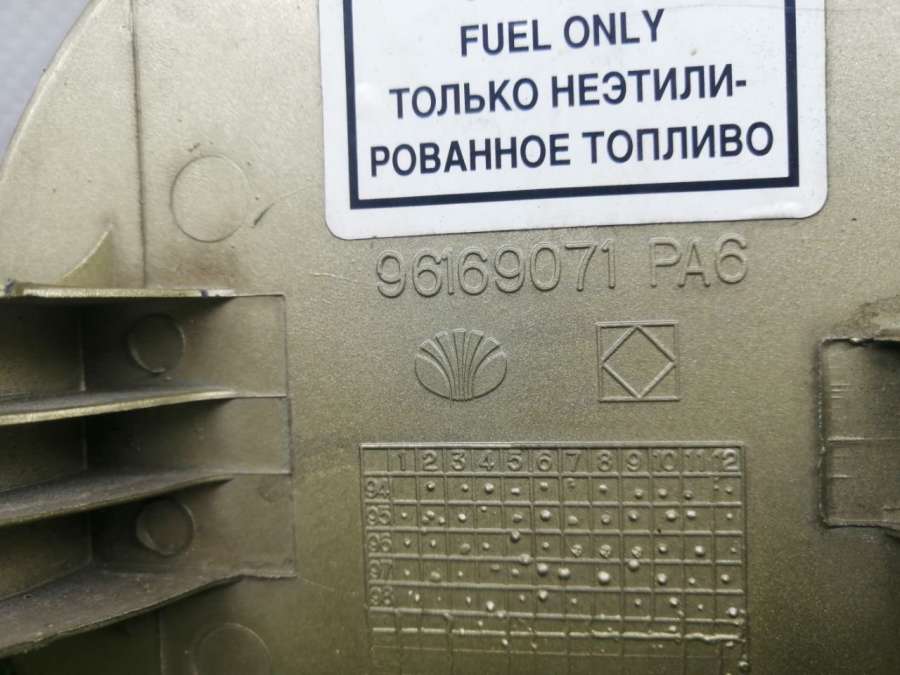 FUEL ONLY
ТОЛЬКО НЕЭТИЛИ-
РОВАННОЕ ТОПЛИВО
96169071 PA6
1 2 3 4 5 6 7 8 9 10 11 12
94
95
96
97
98